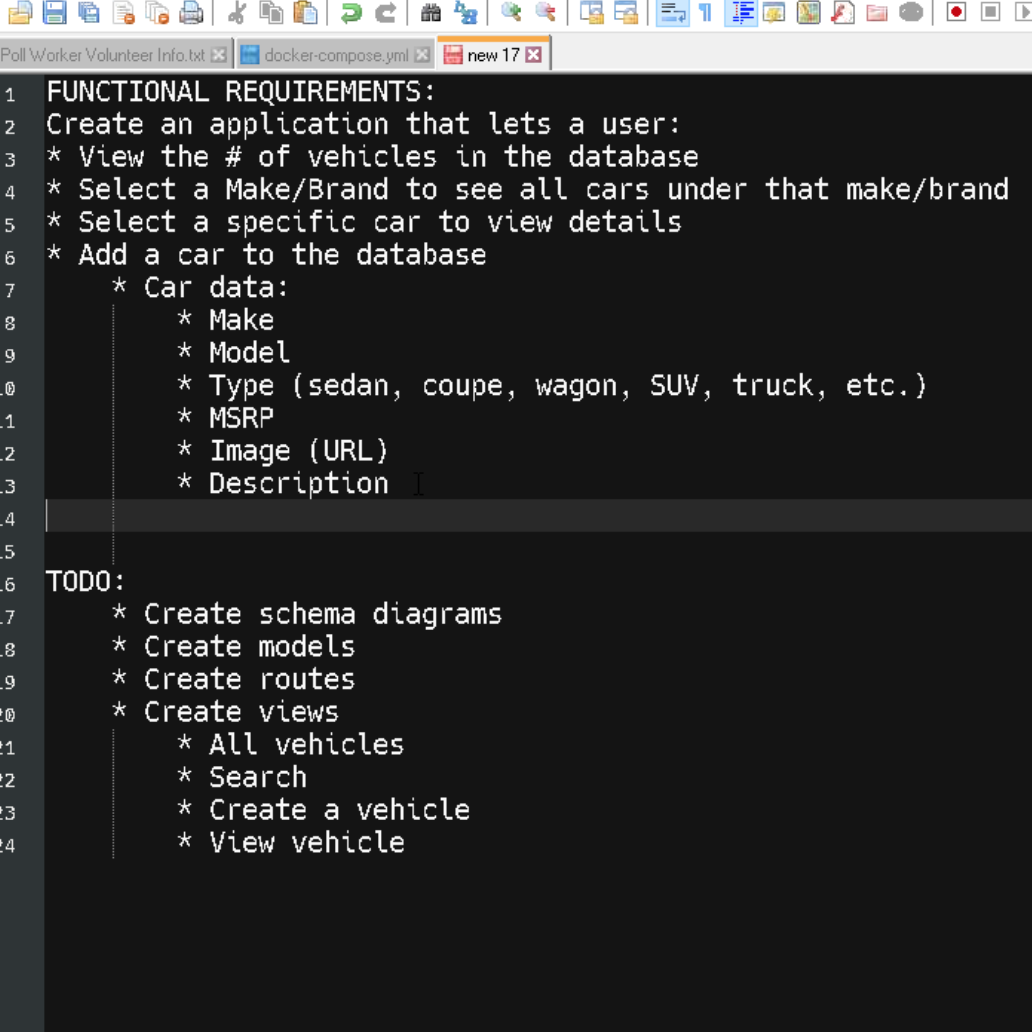 Poll Worker Volunteer Info.txt docker-compose.yml new 17
1 FUNCTIONAL REQUIREMENTS:
2 Create an application that lets a user:
3 * View the # of vehicles in the database
4 * Select a Make/Brand to see all cars under that make/brand
5 * Select a specific car to view details
6 * Add a car to the database
7 * Car data:
8 * Make
9 * Model
10 * Type (sedan, coupe, wagon, SUV, truck, etc.)
11 * MSRP
12 * Image (URL)
13 * Description
14
15
16 TODO:
17 * Create schema diagrams
18 * Create models
19 * Create routes
20 * Create views
21 * All vehicles
22 * Search
23 * Create a vehicle
24 * View vehicle